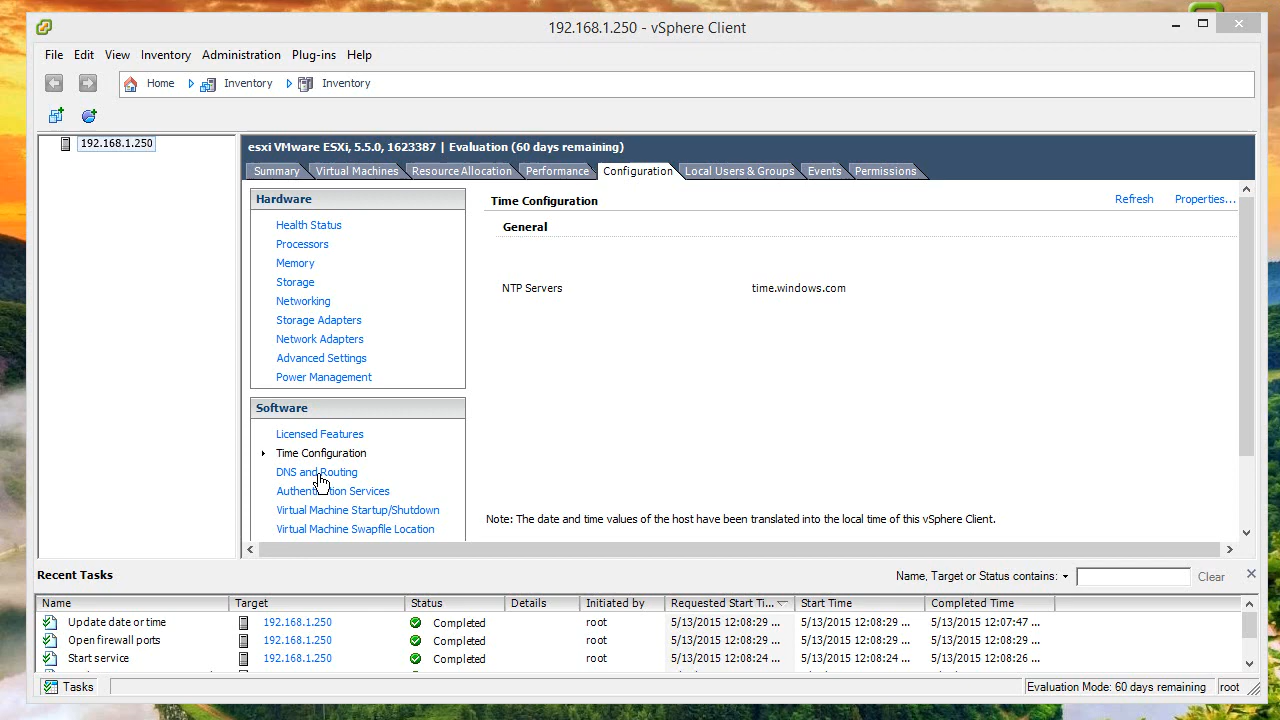 192.168.1.250 - vSphere Client
File Edit View Inventory Administration Plug-ins Help
Home Inventory Inventory
192.168.1.250
esxi VMware ESXi, 5.5.0, 1623387 | Evaluation (60 days remaining)
Summary Virtual Machines Resource Allocation Performance Configuration Local Users & Groups Events Permissions
Hardware
Health Status
Processors
Memory
Storage
Networking
Storage Adapters
Network Adapters
Advanced Settings
Power Management
Software
Licensed Features
Time Configuration
DNS and Routing
Authentication Services
Virtual Machine Startup/Shutdown
Virtual Machine Swapfile Location
Time Configuration Refresh Properties...
General
NTP Servers time.windows.com
Note: The date and time values of the host have been translated into the local time of this vSphere Client.
Recent Tasks Name, Target or Status contains: Clear
Name Target Status Details Initiated by Requested Start Ti... Start Time Completed Time
Update date or time 192.168.1.250 Completed root 5/13/2015 12:08:29 ... 5/13/2015 12:08:29 ... 5/13/2015 12:07:47 ...
Open firewall ports 192.168.1.250 Completed root 5/13/2015 12:08:29 ... 5/13/2015 12:08:29 ... 5/13/2015 12:08:29 ...
Start service 192.168.1.250 Completed root 5/13/2015 12:08:24 ... 5/13/2015 12:08:24 ... 5/13/2015 12:08:26 ...
Tasks Evaluation Mode: 60 days remaining root